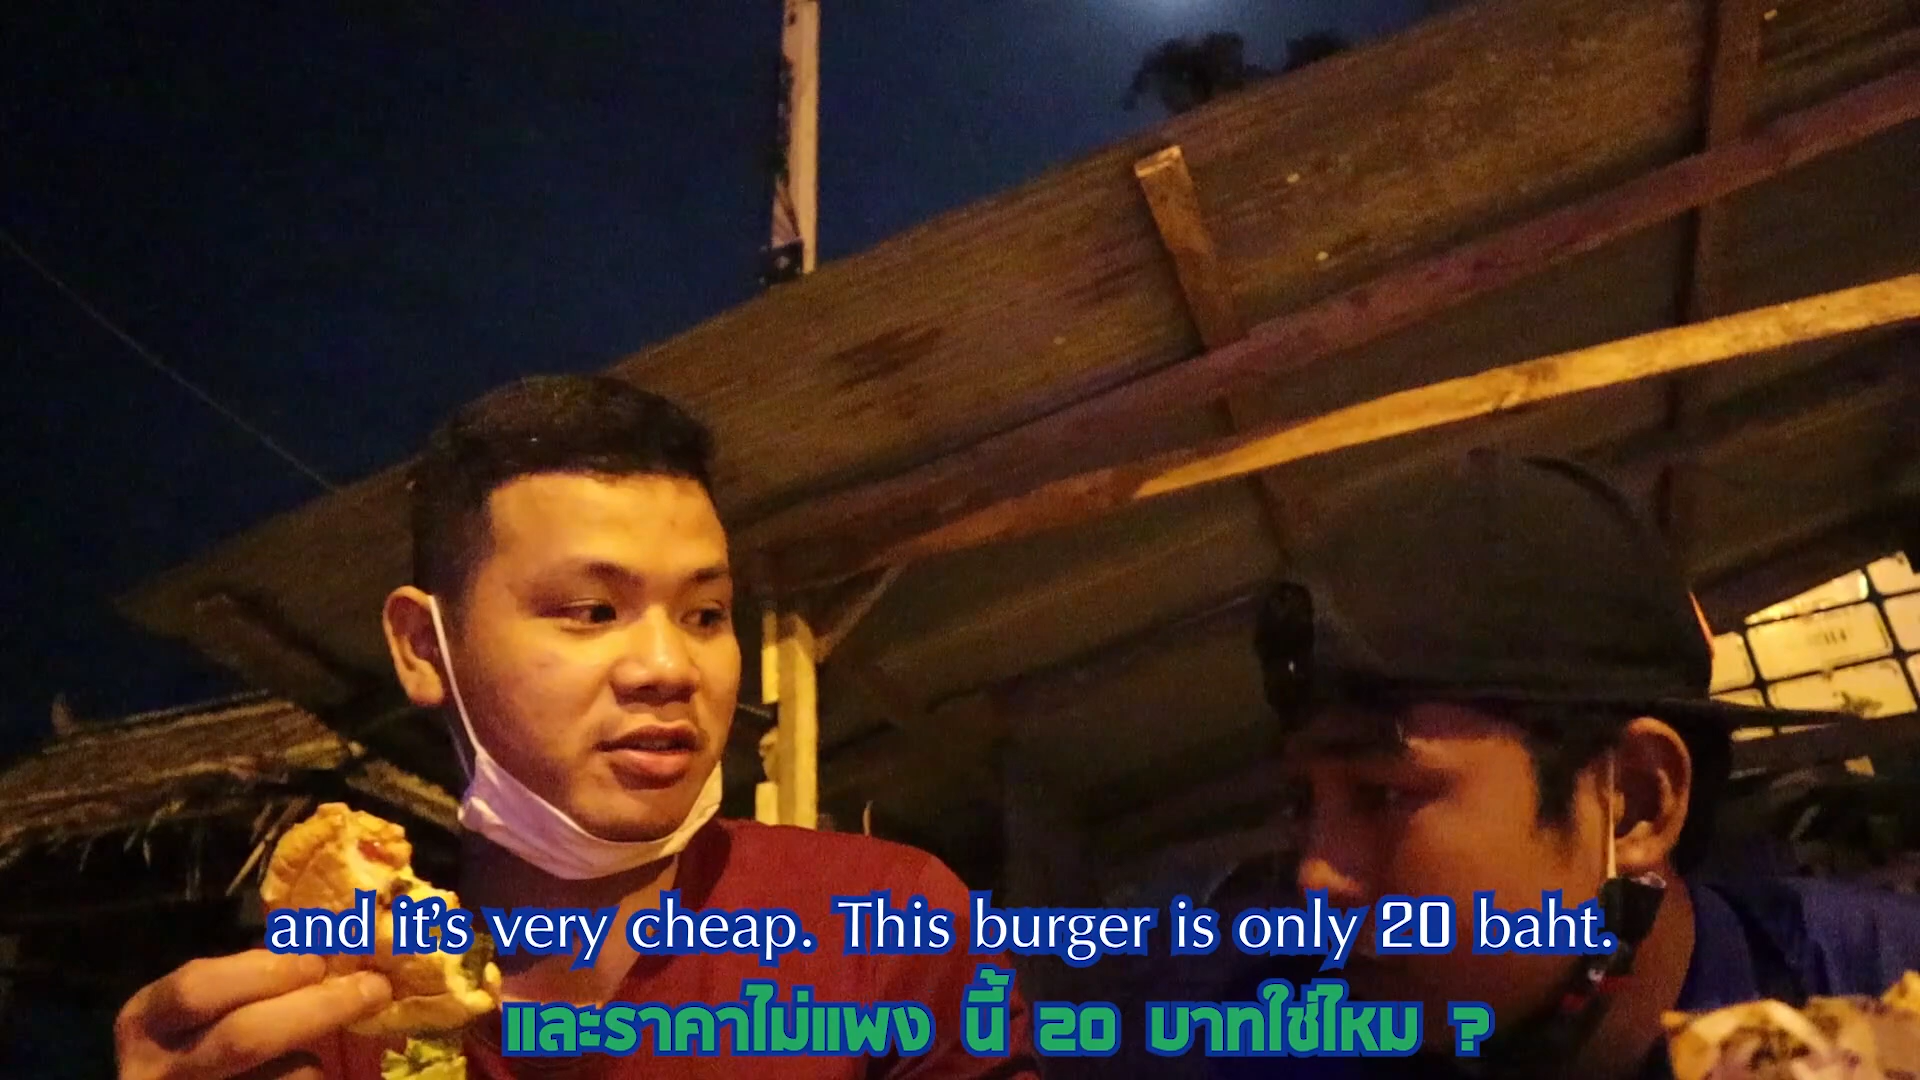 and it's very cheap. This burger is only 20 baht.
และราคาไม่แพง นี้ 20 บาทใช่ไหม ?